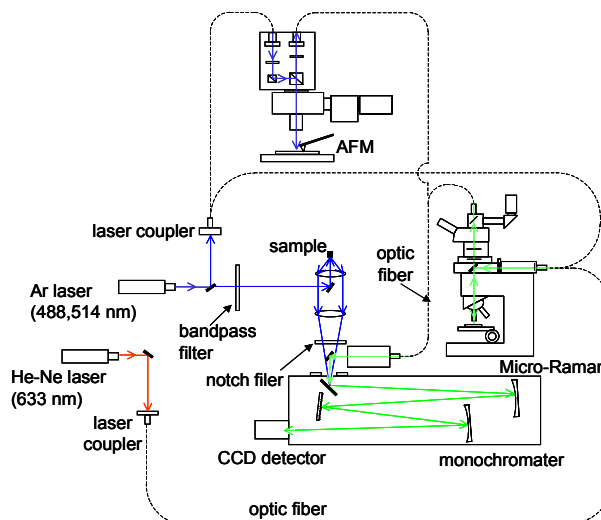 AFM
laser coupler
sample
optic
fiber
Ar laser
(488,514 nm)
bandpass
filter
Micro-Raman
He-Ne laser
(633 nm)
notch filer
laser
coupler
CCD detector
monochromater
optic fiber